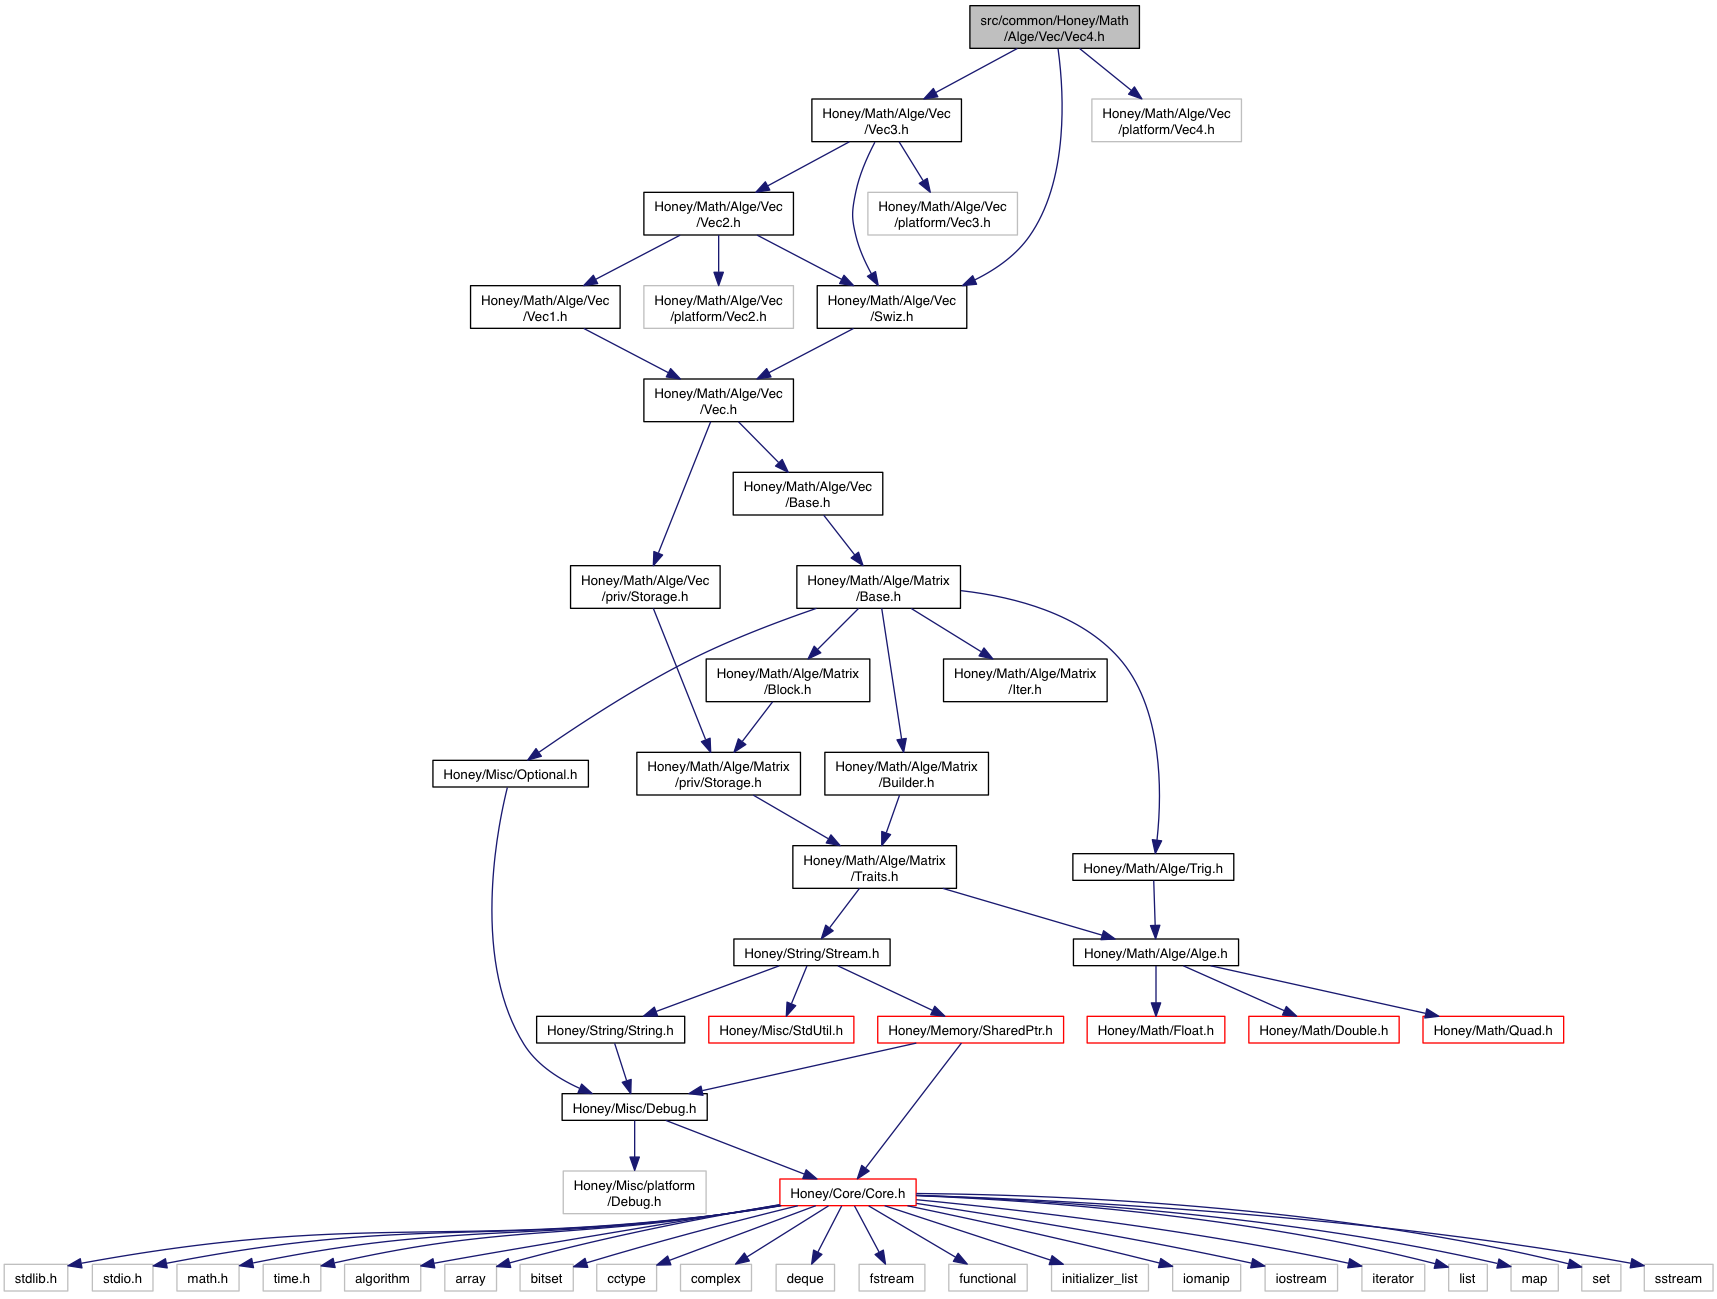 src/common/Honey/Math
/Alge/Vec/Vec4.h
Honey/Math/Alge/Vec
/Vec3.h
Honey/Math/Alge/Vec
/platform/Vec4.h
Honey/Math/Alge/Vec
/Vec2.h
Honey/Math/Alge/Vec
/platform/Vec3.h
Honey/Math/Alge/Vec
/Vec1.h
Honey/Math/Alge/Vec
/platform/Vec2.h
Honey/Math/Alge/Vec
/Swiz.h
Honey/Math/Alge/Vec
/Vec.h
Honey/Math/Alge/Vec
/Base.h
Honey/Math/Alge/Vec
/priv/Storage.h
Honey/Math/Alge/Matrix
/Base.h
Honey/Math/Alge/Matrix
/Block.h
Honey/Math/Alge/Matrix
/Iter.h
Honey/Misc/Optional.h
Honey/Math/Alge/Matrix
/priv/Storage.h
Honey/Math/Alge/Matrix
/Builder.h
Honey/Math/Alge/Matrix
/Traits.h
Honey/Math/Alge/Trig.h
Honey/String/Stream.h
Honey/Math/Alge/Alge.h
Honey/String/String.h
Honey/Misc/StdUtil.h
Honey/Memory/SharedPtr.h
Honey/Math/Float.h
Honey/Math/Double.h
Honey/Math/Quad.h
Honey/Misc/Debug.h
Honey/Misc/platform
/Debug.h
Honey/Core/Core.h
stdlib.h
stdio.h
math.h
time.h
algorithm
array
bitset
cctype
complex
deque
fstream
functional
initializer_list
iomanip
iostream
iterator
list
map
set
sstream